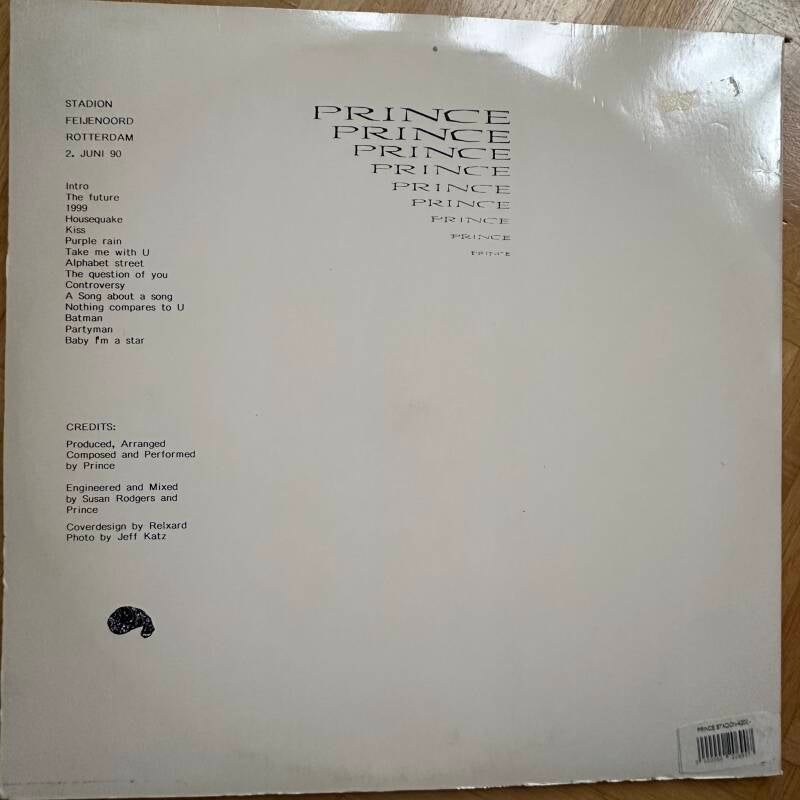 STADION
FEIJENOORD
ROTTERDAM
2. JUNI 90
Intro
The future
1999
Housequake
Kiss
Purple rain
Take me with U
Alphabet street
The question of you
Controversy
A Song about a song
Nothing compares to U
Batman
Partyman
Baby I'm a star
CREDITS:
Produced, Arranged
Composed and Performed
by Prince
Engineered and Mixed
by Susan Rodgers and
Prince
Coverdesign by Relxard
Photo by Jeff Katz
PRINCE
PRINCE
PRINCE
PRINCE
PRINCE
PRINCE
PRINCE
PRINCE
PRINCE
PRINCE